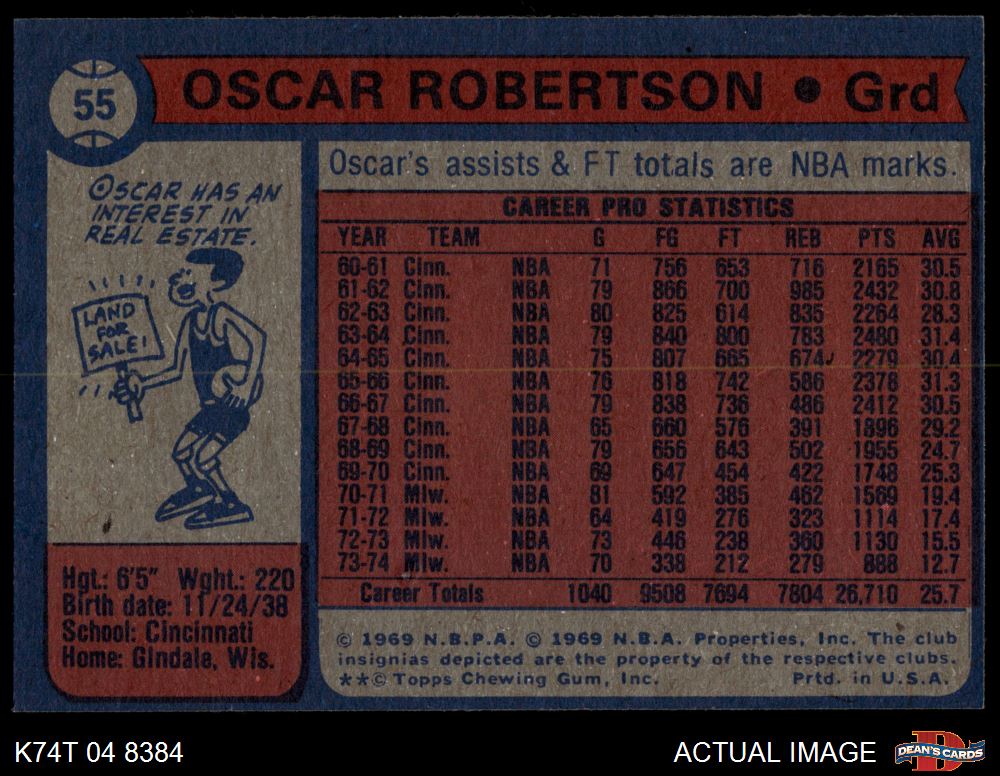 55
OSCAR ROBERTSON • Grd
OSCAR HAS AN
INTEREST IN
REAL ESTATE.
LAND
FOR
SALE!
Hgt.: 6'5" Wght.: 220
Birth date: 11/24/38
School: Cincinnati
Home: Glndale, Wis.
Oscar's assists & FT totals are NBA marks.
CAREER PRO STATISTICS
YEAR TEAM G FG FT REB PTS AVG
60-61 Cinn. NBA 71 756 653 716 2165 30.5
61-62 Cinn. NBA 79 866 700 985 2432 30.8
62-63 Cinn. NBA 80 825 614 835 2264 28.3
63-64 Cinn. NBA 79 840 800 783 2480 31.4
64-65 Cinn. NBA 75 807 665 674 2279 30.4
65-66 Cinn. NBA 76 818 742 586 2378 31.3
66-67 Cinn. NBA 79 838 736 486 2412 30.5
67-68 Cinn. NBA 65 660 576 391 1896 29.2
68-69 Cinn. NBA 79 656 643 502 1955 24.7
69-70 Cinn. NBA 69 647 454 422 1748 25.3
70-71 Mlw. NBA 81 592 385 462 1569 19.4
71-72 Mlw. NBA 64 419 276 323 1114 17.4
72-73 Mlw. NBA 73 446 238 360 1130 15.5
73-74 Mlw. NBA 70 338 212 279 888 12.7
Career Totals 1040 9508 7694 7804 26,710 25.7
© 1969 N.B.P.A. © 1969 N.B.A. Properties, Inc. The club
insignias depicted are the property of the respective clubs.
**© Topps Chewing Gum, Inc. Prtd. in U.S.A.
K74T 04 8384
ACTUAL IMAGE
D
DEAN'S CARDS